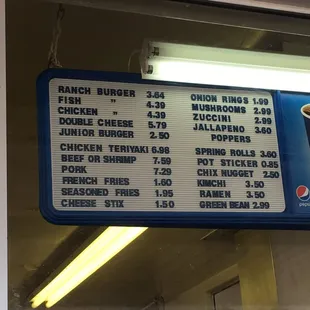 RANCH BURGER 3.64
FISH " 4.39
CHICKEN " 4.39
DOUBLE CHEESE 5.79
JUNIOR BURGER 2.50
CHICKEN TERIYAKI 6.98
BEEF OR SHRIMP 7.59
PORK 7.29
FRENCH FRIES 1.60
SEASONED FRIES 1.95
CHEESE STIX 1.50
ONION RINGS 1.99
MUSHROOMS 2.99
ZUCCINI 2.99
JALAPENO 3.60
POPPERS
SPRING ROLLS 3.60
POT STICKER 0.85
CHIX NUGGET 2.50
KIMCHI 3.50
RAMEN 3.50
GREEN BEAN 2.99
pepsi